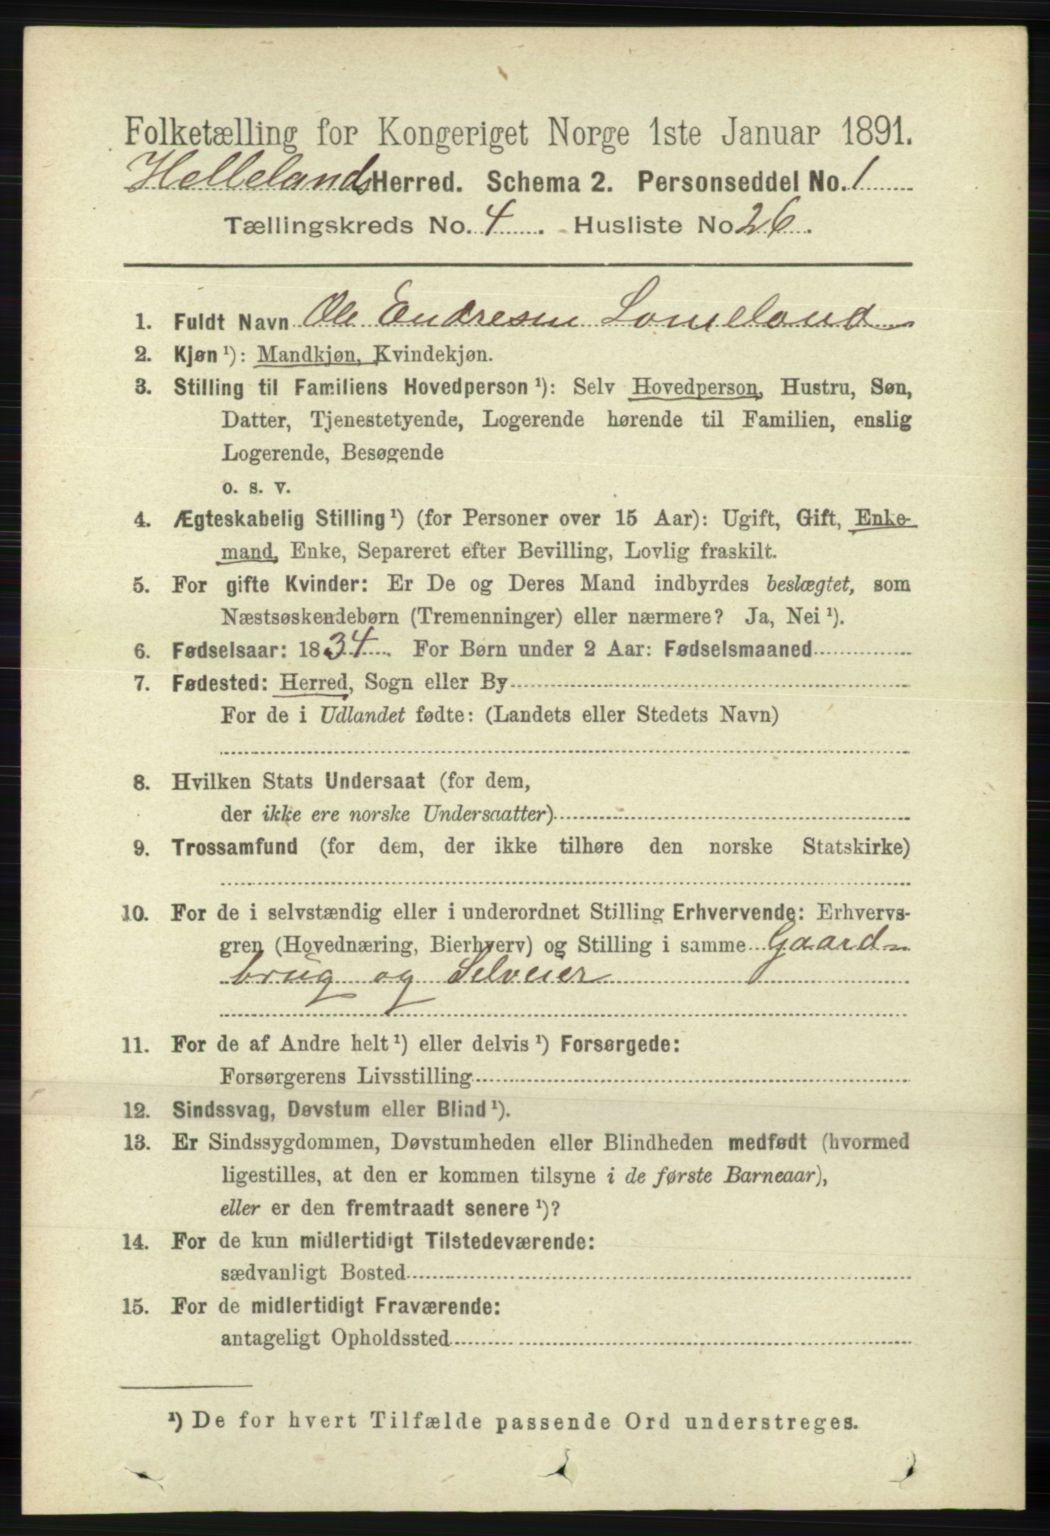 Folketælling for Kongeriget Norge 1ste Januar 1891.
Hellelands Herred. Schema 2. Personseddel No. 1
Tællingskreds No. 4. Husliste No 26.
1. Fuldt Navn Ole Endresen Lomeland
2. Kjøn ¹): Mandkjøn, Kvindekjøn.
3. Stilling til Familiens Hovedperson ¹): Selv Hovedperson, Hustru, Søn,
Datter, Tjenestetyende, Logerende hørende til Familien, enslig
Logerende, Besøgende
o. s. v.
4. Ægteskabelig Stilling ¹) (for Personer over 15 Aar): Ugift, Gift, Enke-
mand, Enke, Separeret efter Bevilling, Lovlig fraskilt.
5. For gifte Kvinder: Er De og Deres Mand indbyrdes beslægtet, som
Næstsøskendebørn (Tremenninger) eller nærmere? Ja, Nei ¹).
6. Fødselsaar: 1834. For Børn under 2 Aar: Fødselsmaaned
7. Fødested: Herred, Sogn eller By
For de i Udlandet fødte: (Landets eller Stedets Navn)
8. Hvilken Stats Undersaat (for dem,
der ikke ere norske Undersaatter)
9. Trossamfund (for dem, der ikke tilhøre den norske Statskirke)
10. For de i selvstændig eller i underordnet Stilling Erhvervende: Erhvervs-
gren (Hovednæring, Bierhverv) og Stilling i samme Gaard-
brug og Selveier
11. For de af Andre helt ¹) eller delvis ¹) Forsørgede:
Forsørgerens Livsstilling
12. Sindssvag, Døvstum eller Blind ¹).
13. Er Sindssygdommen, Døvstumheden eller Blindheden medfødt (hvormed
ligestilles, at den er kommen tilsyne i de første Barneaar),
eller er den fremtraadt senere ¹)?
14. For de kun midlertidigt Tilstedeværende:
sædvanligt Bosted
15. For de midlertidigt Fraværende:
antageligt Opholdssted
¹) De for hvert Tilfælde passende Ord understreges.